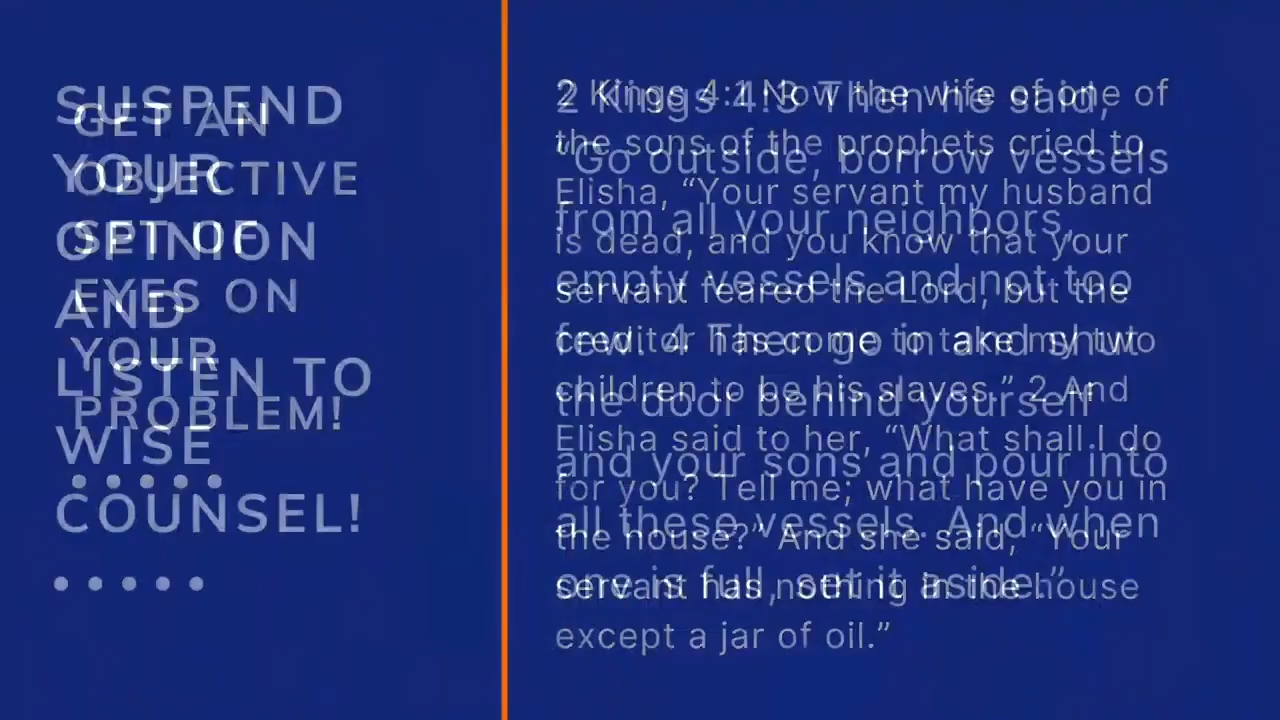 GET AN
OBJECTIVE
SET OF
EYES ON
YOUR
PROBLEM!
.....
2 Kings 4:1 Now the wife of one of
the sons of the prophets cried to
Elisha, “Your servant my husband
is dead, and you know that your
servant feared the Lord, but the
creditor has come to take my two
children to be his slaves.” 2 And
Elisha said to her, “What shall I do
for you? Tell me; what have you in
the house?” And she said, “Your
servant has nothing in the house
except a jar of oil.”
SUSPEND
YOUR
OPINION
AND
LISTEN TO
WISE
COUNSEL!
.....
2 Kings 4:3 Then he said,
“Go outside, borrow vessels
from all your neighbors,
empty vessels and not too
few. 4 Then go in and shut
the door behind yourself
and your sons and pour into
all these vessels. And when
one is full, set it aside.”